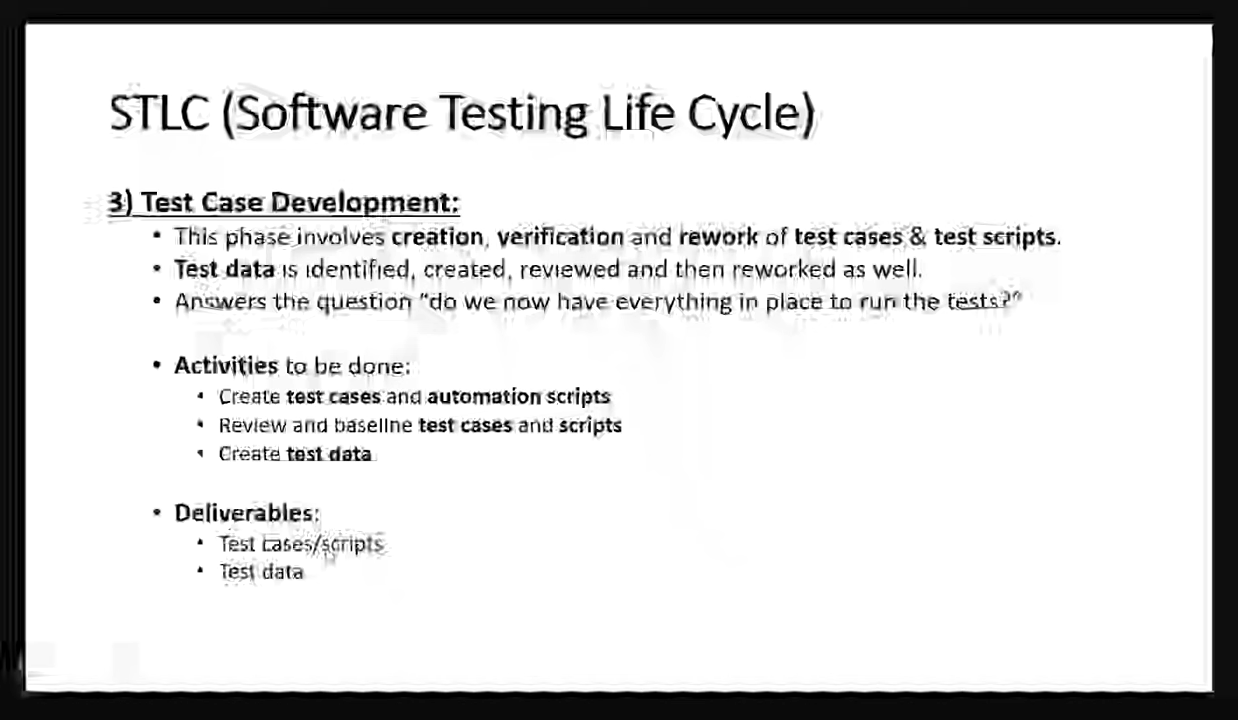 STLC (Software Testing Life Cycle)
3) Test Case Development:
• This phase involves creation, verification and rework of test cases & test scripts.
• Test data is identified, created, reviewed and then reworked as well.
• Answers the question “do we now have everything in place to run the tests?”
• Activities to be done:
• Create test cases and automation scripts
• Review and baseline test cases and scripts
• Create test data
• Deliverables:
• Test cases/scripts
• Test data